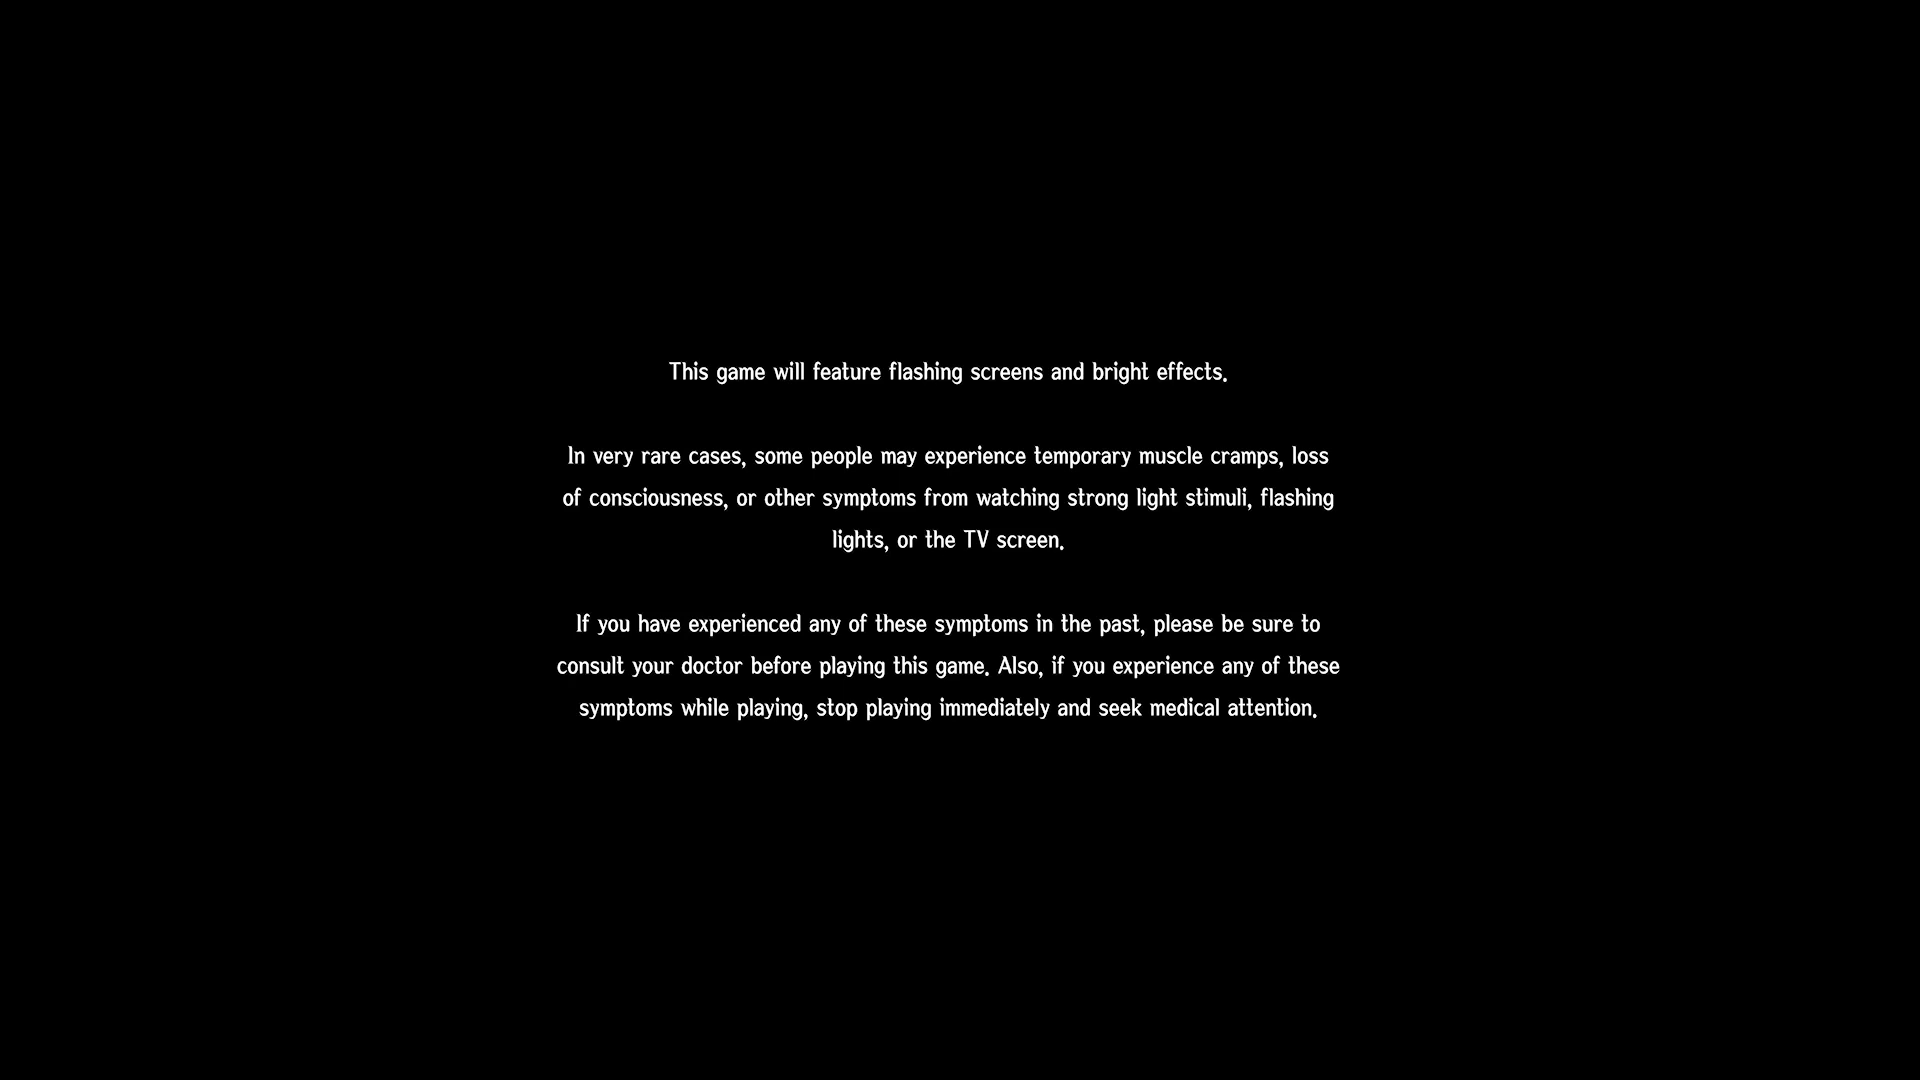 This game will feature flashing screens and bright effects.
In very rare cases, some people may experience temporary muscle cramps, loss
of consciousness, or other symptoms from watching strong light stimuli, flashing
lights, or the TV screen.
If you have experienced any of these symptoms in the past, please be sure to
consult your doctor before playing this game. Also, if you experience any of these
symptoms while playing, stop playing immediately and seek medical attention.